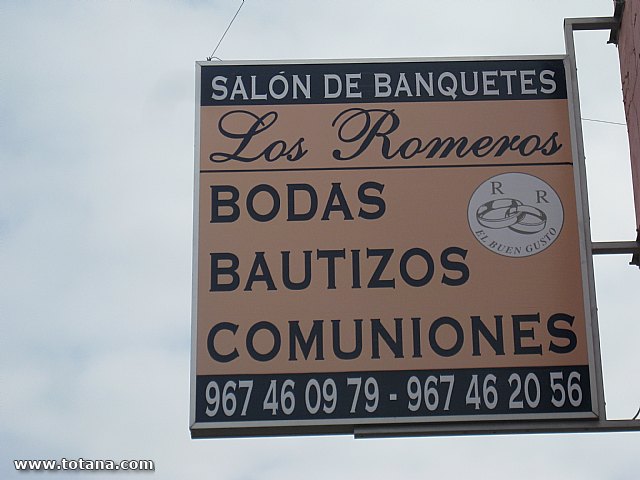 SALÓN DE BANQUETES
Los Romeros
BODAS
R R
EL BUEN GUSTO
BAUTIZOS
COMUNIONES
967 46 09 79 - 967 46 20 56
www.totana.com